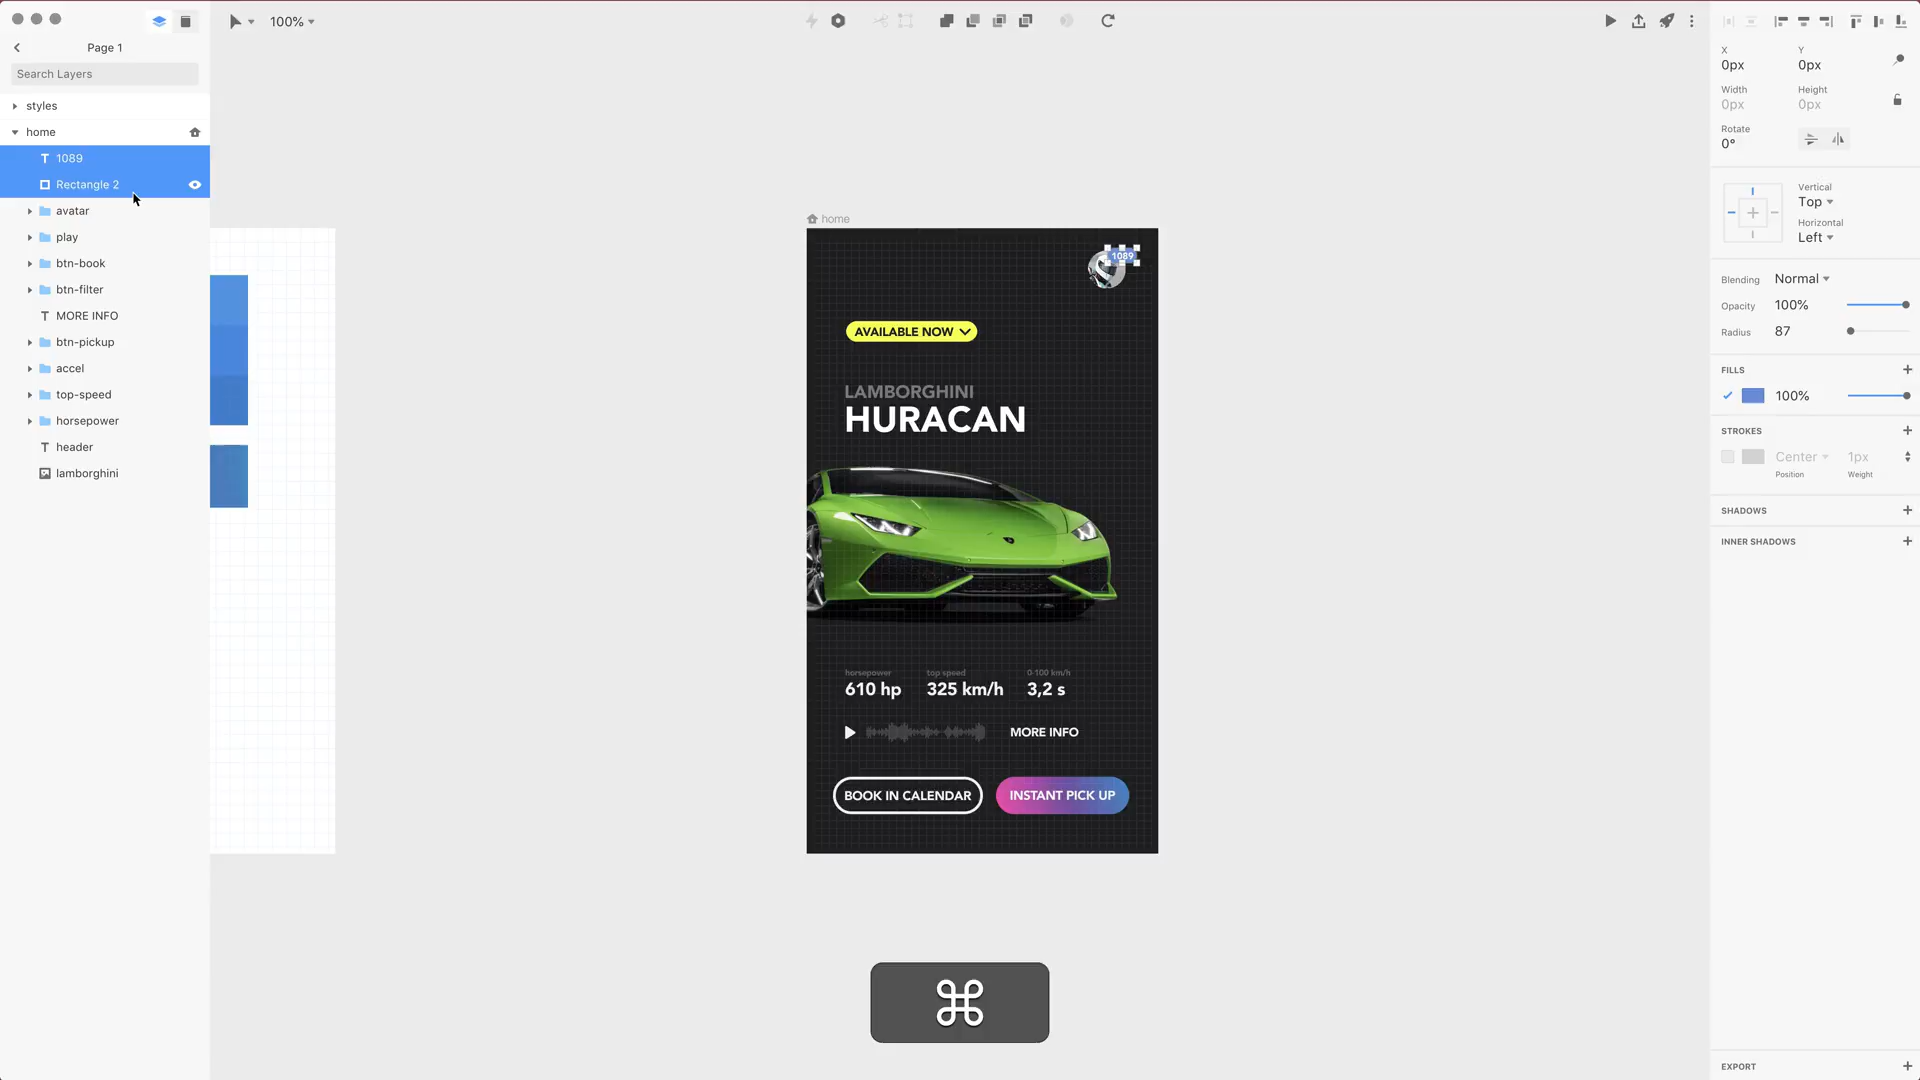 100%
Page 1
Search Layers
styles
home
1089
Rectangle 2
avatar
play
btn-book
btn-filter
MORE INFO
btn-pickup
accel
top-speed
horsepower
header
lamborghini
home
1089
AVAILABLE NOW
LAMBORGHINI
HURACAN
horsepower top speed 0-100 km/h
610 hp 325 km/h 3,2 s
MORE INFO
BOOK IN CALENDAR INSTANT PICK UP
⌘
X Y
0px 0px
Width Height
0px 0px
Rotate
0°
Vertical
Top
Horizontal
Left
Blending Normal
Opacity 100%
Radius 87
FILLS
100%
STROKES
Center 1px
Position Weight
SHADOWS
INNER SHADOWS
EXPORT